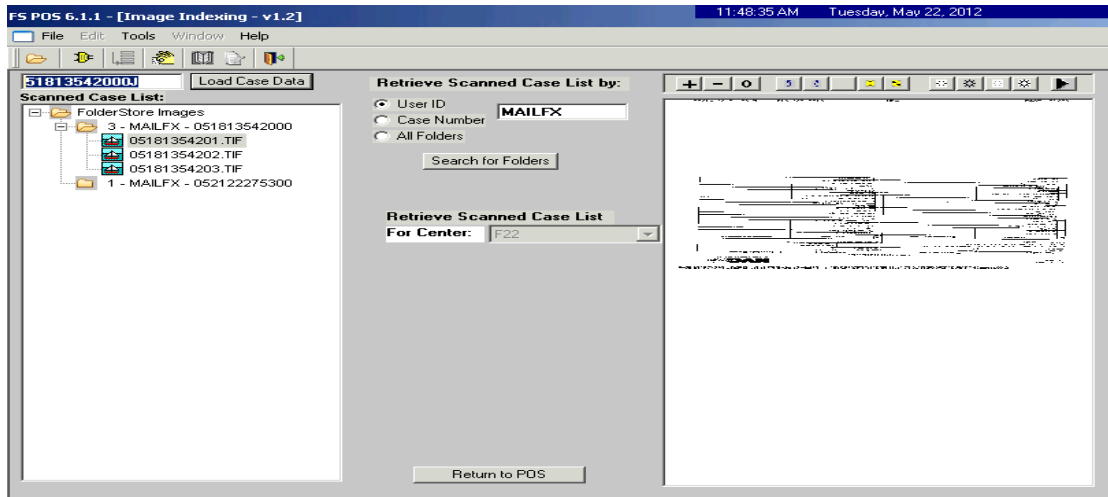 FS POS 6.1.1 - [Image Indexing - v1.2]
11:48:35 AM Tuesday, May 22, 2012
File Edit Tools Window Help
51813542000J Load Case Data
Scanned Case List:
FolderStore Images
3 - MAILFX - 051813542000
05181354201.TIF
05181354202.TIF
05181354203.TIF
1 - MAILFX - 052122275300
Retrieve Scanned Case List by:
User ID MAILFX
Case Number
All Folders
Search for Folders
Retrieve Scanned Case List
For Center: F22
Return to POS